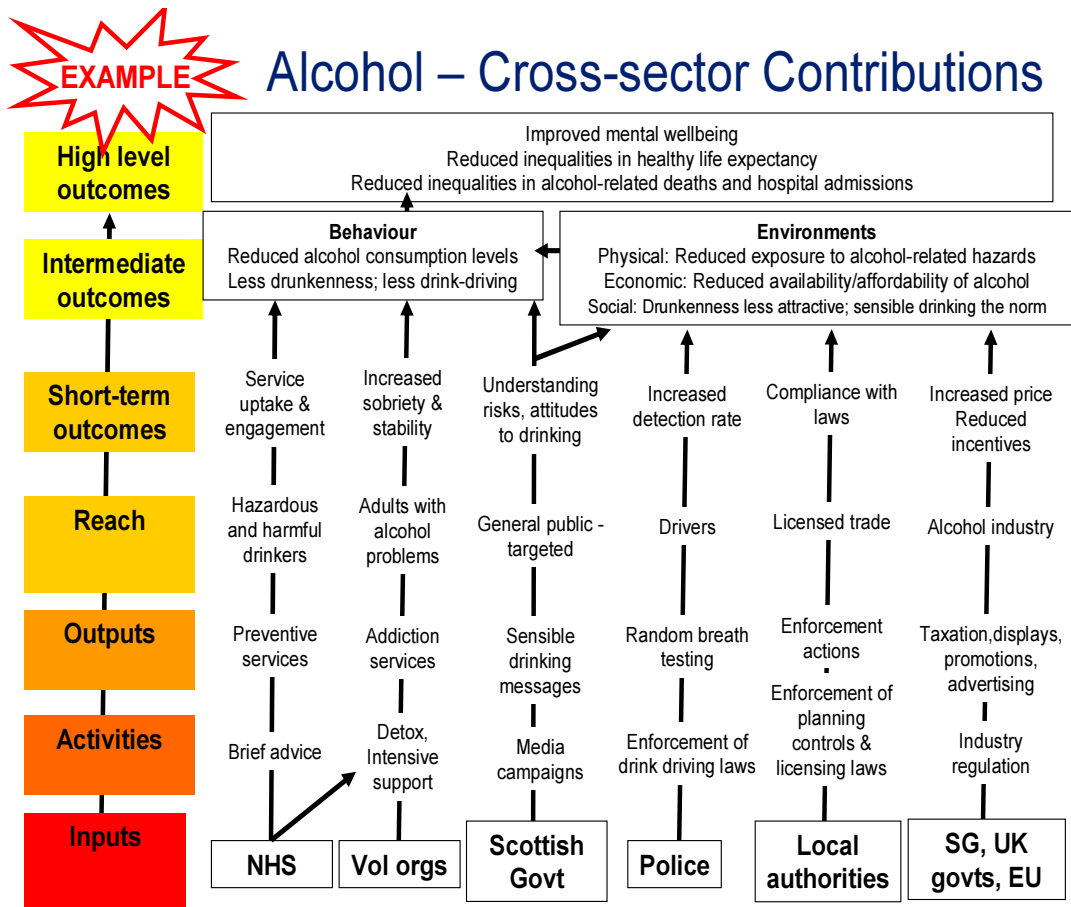 EXAMPLE
Alcohol – Cross-sector Contributions
High level
outcomes
Improved mental wellbeing
Reduced inequalities in healthy life expectancy
Reduced inequalities in alcohol-related deaths and hospital admissions
Intermediate
outcomes
Behaviour
Reduced alcohol consumption levels
Less drunkenness; less drink-driving
Environments
Physical: Reduced exposure to alcohol-related hazards
Economic: Reduced availability/affordability of alcohol
Social: Drunkenness less attractive; sensible drinking the norm
Short-term
outcomes
Service
uptake &
engagement
Increased
sobriety &
stability
Understanding
risks, attitudes
to drinking
Increased
detection rate
Compliance with
laws
Increased price
Reduced
incentives
Reach
Hazardous
and harmful
drinkers
Adults with
alcohol
problems
General public -
targeted
Drivers
Licensed trade
Alcohol industry
Outputs
Preventive
services
Addiction
services
Sensible
drinking
messages
Random breath
testing
Enforcement
actions
Taxation,displays,
promotions,
advertising
Activities
Brief advice
Detox,
Intensive
support
Media
campaigns
Enforcement of
drink driving laws
Enforcement of
planning
controls &
licensing laws
Industry
regulation
Inputs
NHS
Vol orgs
Scottish
Govt
Police
Local
authorities
SG, UK
govts, EU